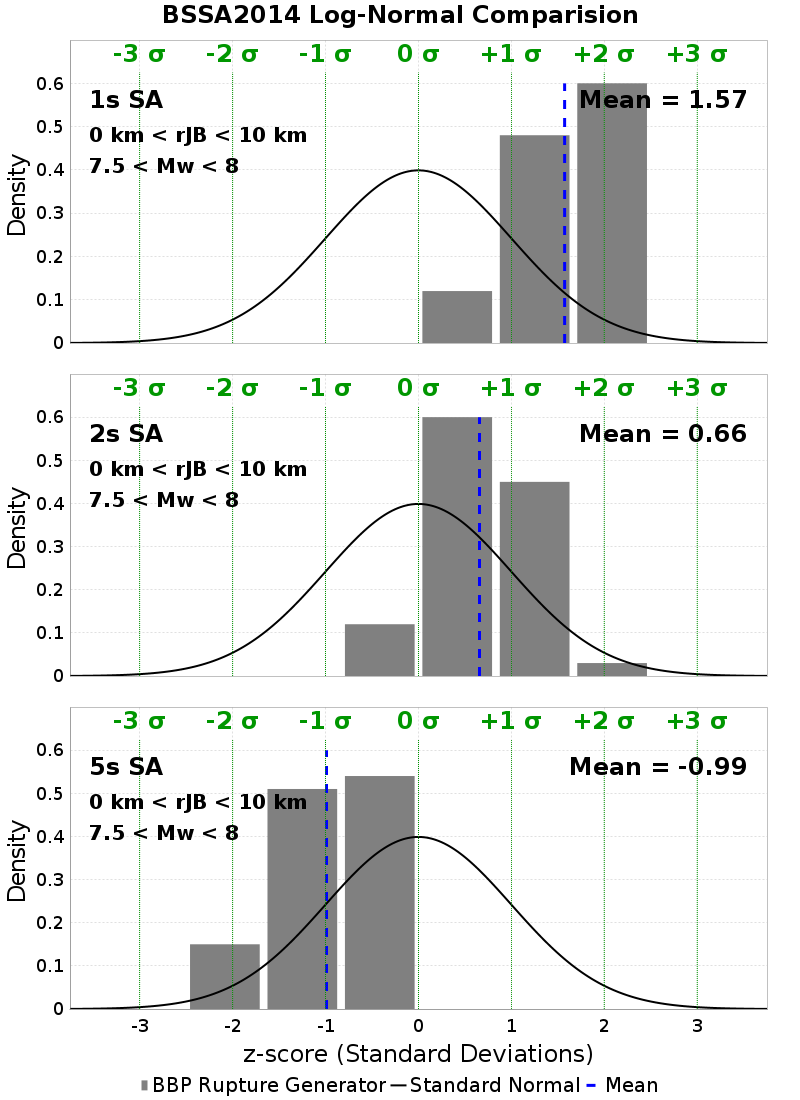 BSSA2014 Log-Normal Comparision
-3 σ -2 σ -1 σ 0 σ +1 σ +2 σ +3 σ
1s SA
Mean = 1.57
0 km < rJB < 10 km
7.5 < Mw < 8
Density
0.6
0.5
0.4
0.3
0.2
0.1
0
-3 σ -2 σ -1 σ 0 σ +1 σ +2 σ +3 σ
2s SA
Mean = 0.66
0 km < rJB < 10 km
7.5 < Mw < 8
Density
0.6
0.5
0.4
0.3
0.2
0.1
0
-3 σ -2 σ -1 σ 0 σ +1 σ +2 σ +3 σ
5s SA
Mean = -0.99
0 km < rJB < 10 km
7.5 < Mw < 8
Density
0.6
0.5
0.4
0.3
0.2
0.1
0
-3 -2 -1 0 1 2 3
z-score (Standard Deviations)
BBP Rupture Generator Standard Normal Mean